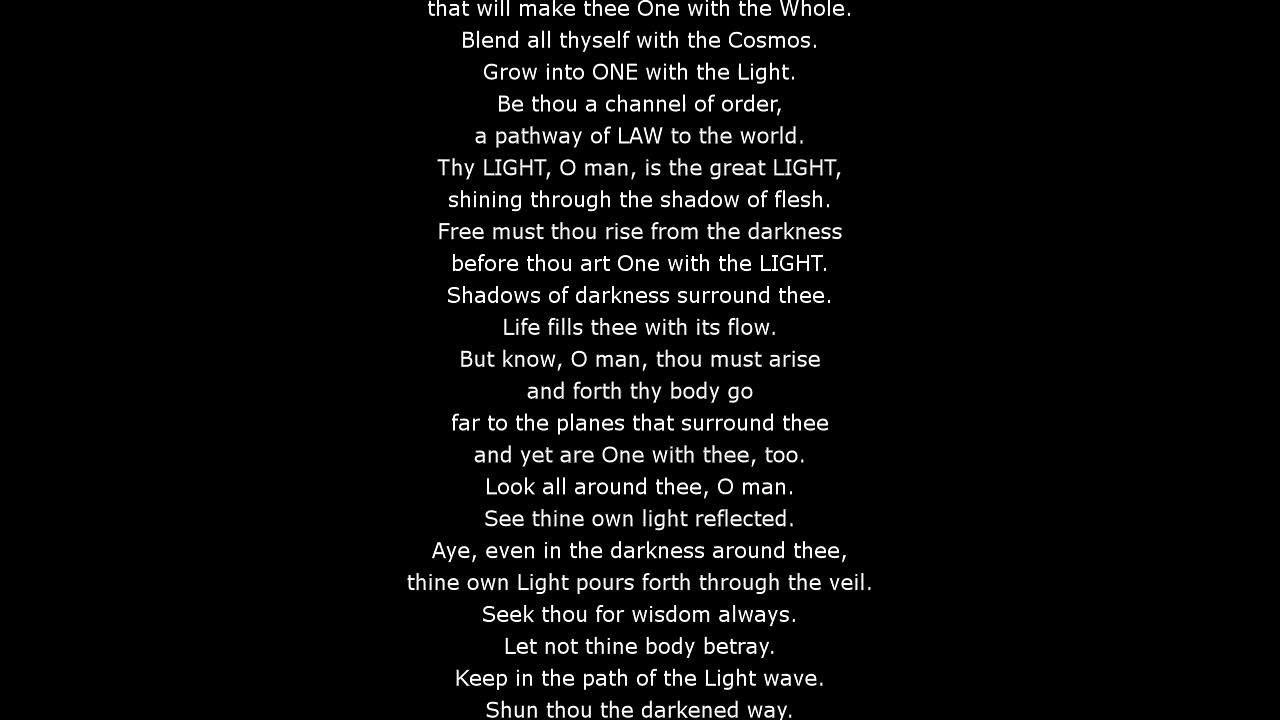 that will make thee One with the Whole.
Blend all thyself with the Cosmos.
Grow into ONE with the Light.
Be thou a channel of order,
a pathway of LAW to the world.
Thy LIGHT, O man, is the great LIGHT,
shining through the shadow of flesh.
Free must thou rise from the darkness
before thou art One with the LIGHT.
Shadows of darkness surround thee.
Life fills thee with its flow.
But know, O man, thou must arise
and forth thy body go
far to the planes that surround thee
and yet are One with thee, too.
Look all around thee, O man.
See thine own light reflected.
Aye, even in the darkness around thee,
thine own Light pours forth through the veil.
Seek thou for wisdom always.
Let not thine body betray.
Keep in the path of the Light wave.
Shun thou the darkened way.